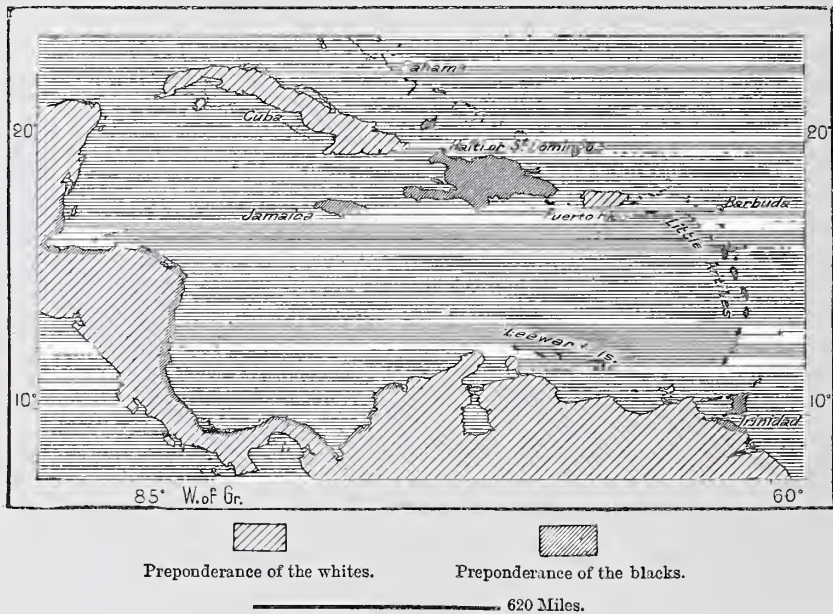 Bahama
20°
20°
Cuba
Haiti or St Domingo
Jamaica
Puerto Rico
Barbuda
Little Antilles
Leeward Is.
10°
10°
Trinidad
85° W. of Gr.
60°
Preponderance of the whites.
Preponderance of the blacks.
620 Miles.